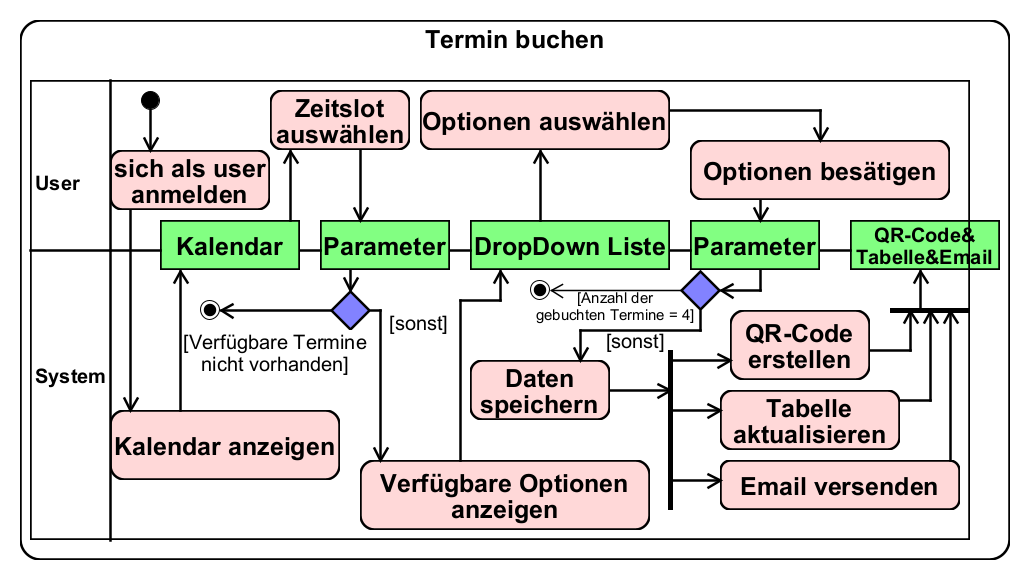 Termin buchen
User
sich als user
anmelden
Zeitslot
auswählen
Optionen auswählen
Optionen besätigen
Kalendar
Parameter
DropDown Liste
Parameter
QR-Code&
Tabelle&Email
System
[Verfügbare Termine
nicht vorhanden]
[sonst]
[Anzahl der
gebuchten Termine = 4]
[sonst]
Kalendar anzeigen
Verfügbare Optionen
anzeigen
Daten
speichern
QR-Code
erstellen
Tabelle
aktualisieren
Email versenden